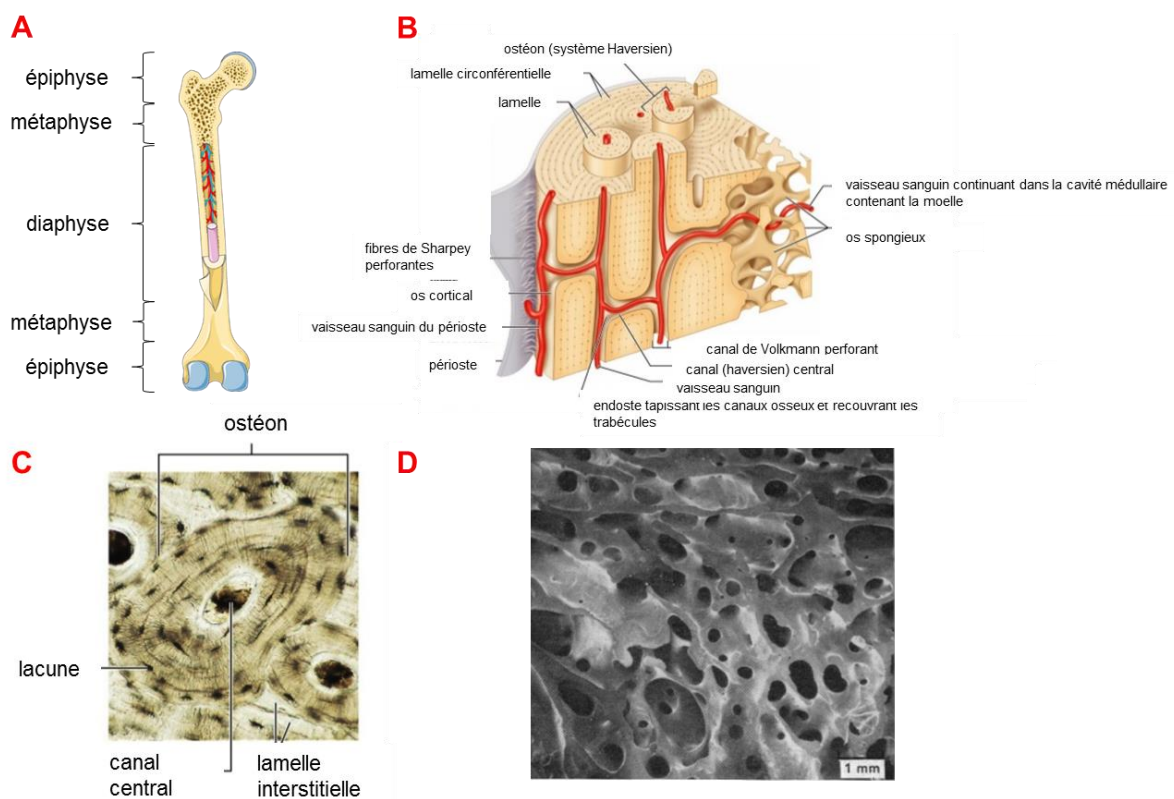 A
épiphyse
métaphyse
diaphyse
métaphyse
épiphyse
B
ostéon (système Haversien)
lamelle circonférentielle
lamelle
vaisseau sanguin continuant dans la cavité médullaire
contenant la moelle
os spongieux
fibres de Sharpey
perforantes
os cortical
vaisseau sanguin du périoste
périoste
canal de Volkmann perforant
canal (haversien) central
vaisseau sanguin
endoste tapissant les canaux osseux et recouvrant les
trabécules
C
ostéon
lacune
canal
central
lamelle
interstitielle
D
1 mm